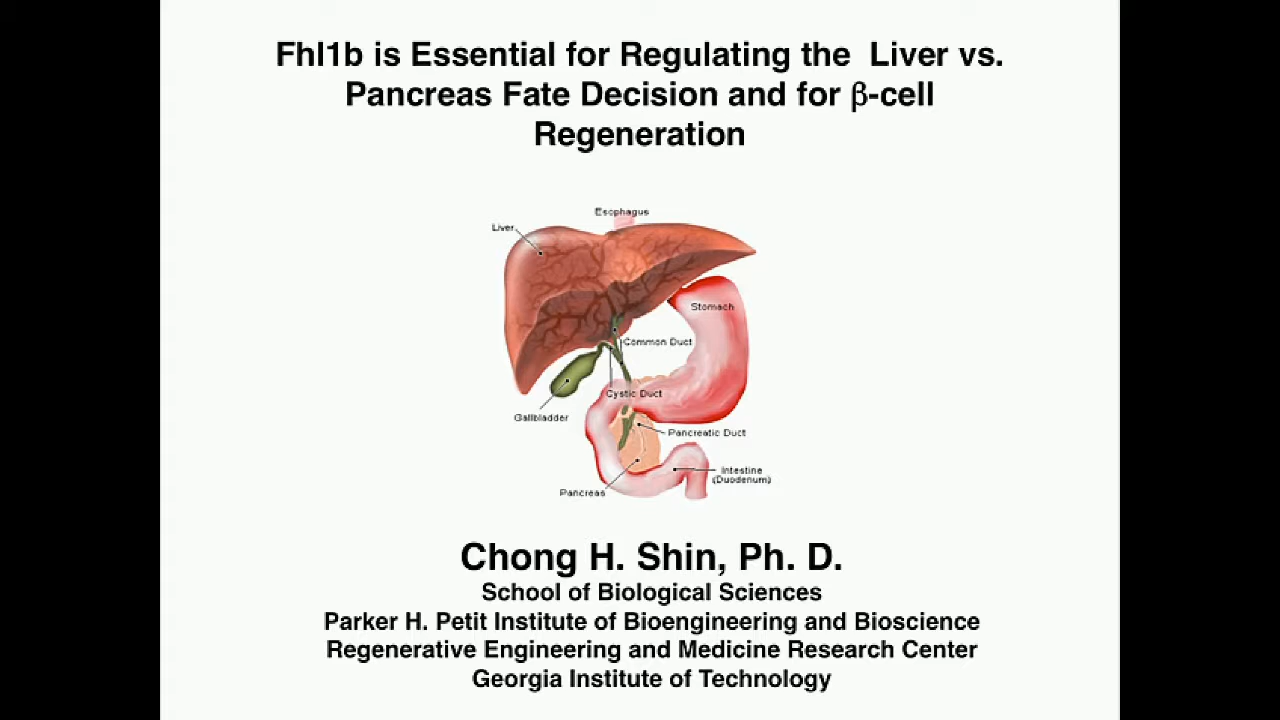 Fhl1b is Essential for Regulating the  Liver vs.
Pancreas Fate Decision and for β-cell
Regeneration
Esophagus
Liver
Stomach
Common Duct
Cystic Duct
Gallbladder
Pancreatic Duct
Intestine
(Duodenum)
Pancreas
Chong H. Shin, Ph. D.
School of Biological Sciences
Parker H. Petit Institute of Bioengineering and Bioscience
Regenerative Engineering and Medicine Research Center
Georgia Institute of Technology